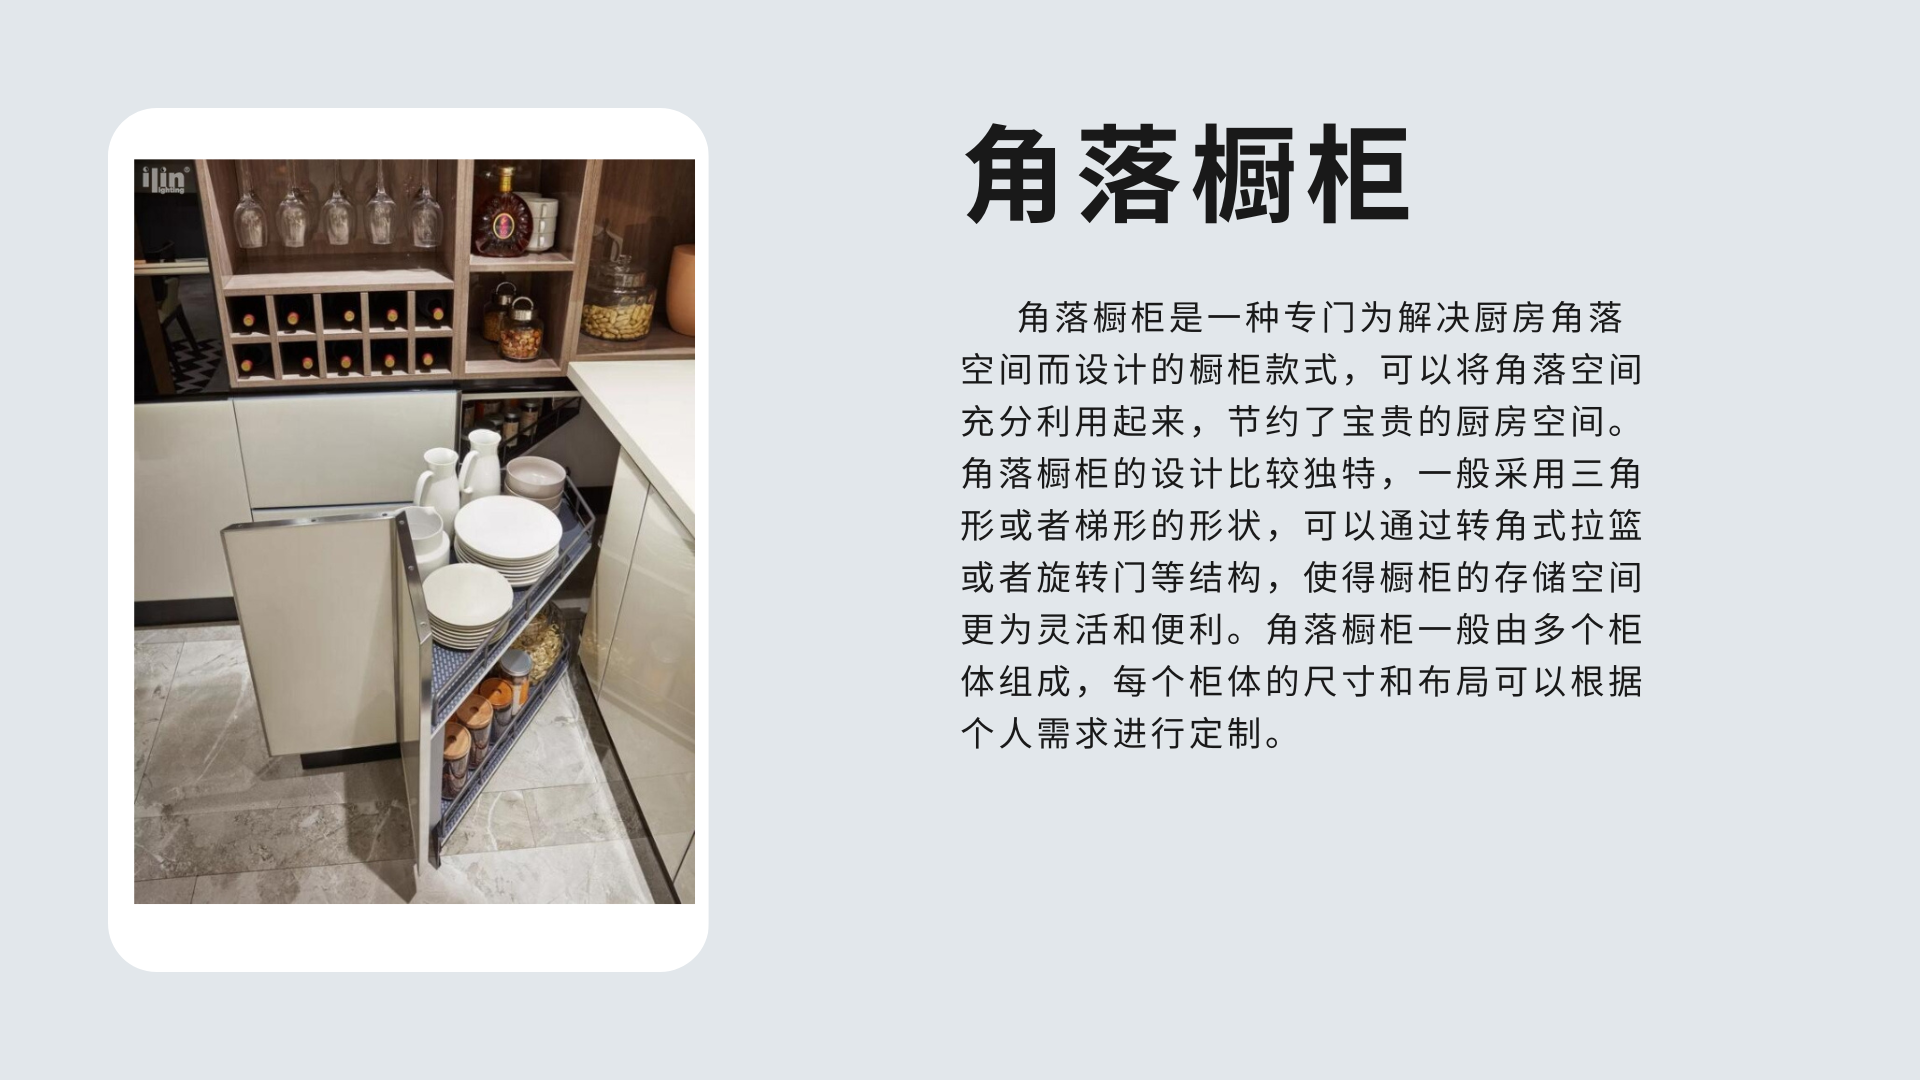 ilin®
lighting
角落橱柜
角落橱柜是一种专门为解决厨房角落
空间而设计的橱柜款式，可以将角落空间
充分利用起来，节约了宝贵的厨房空间。
角落橱柜的设计比较独特，一般采用三角
形或者梯形的形状，可以通过转角式拉篮
或者旋转门等结构，使得橱柜的存储空间
更为灵活和便利。角落橱柜一般由多个柜
体组成，每个柜体的尺寸和布局可以根据
个人需求进行定制。